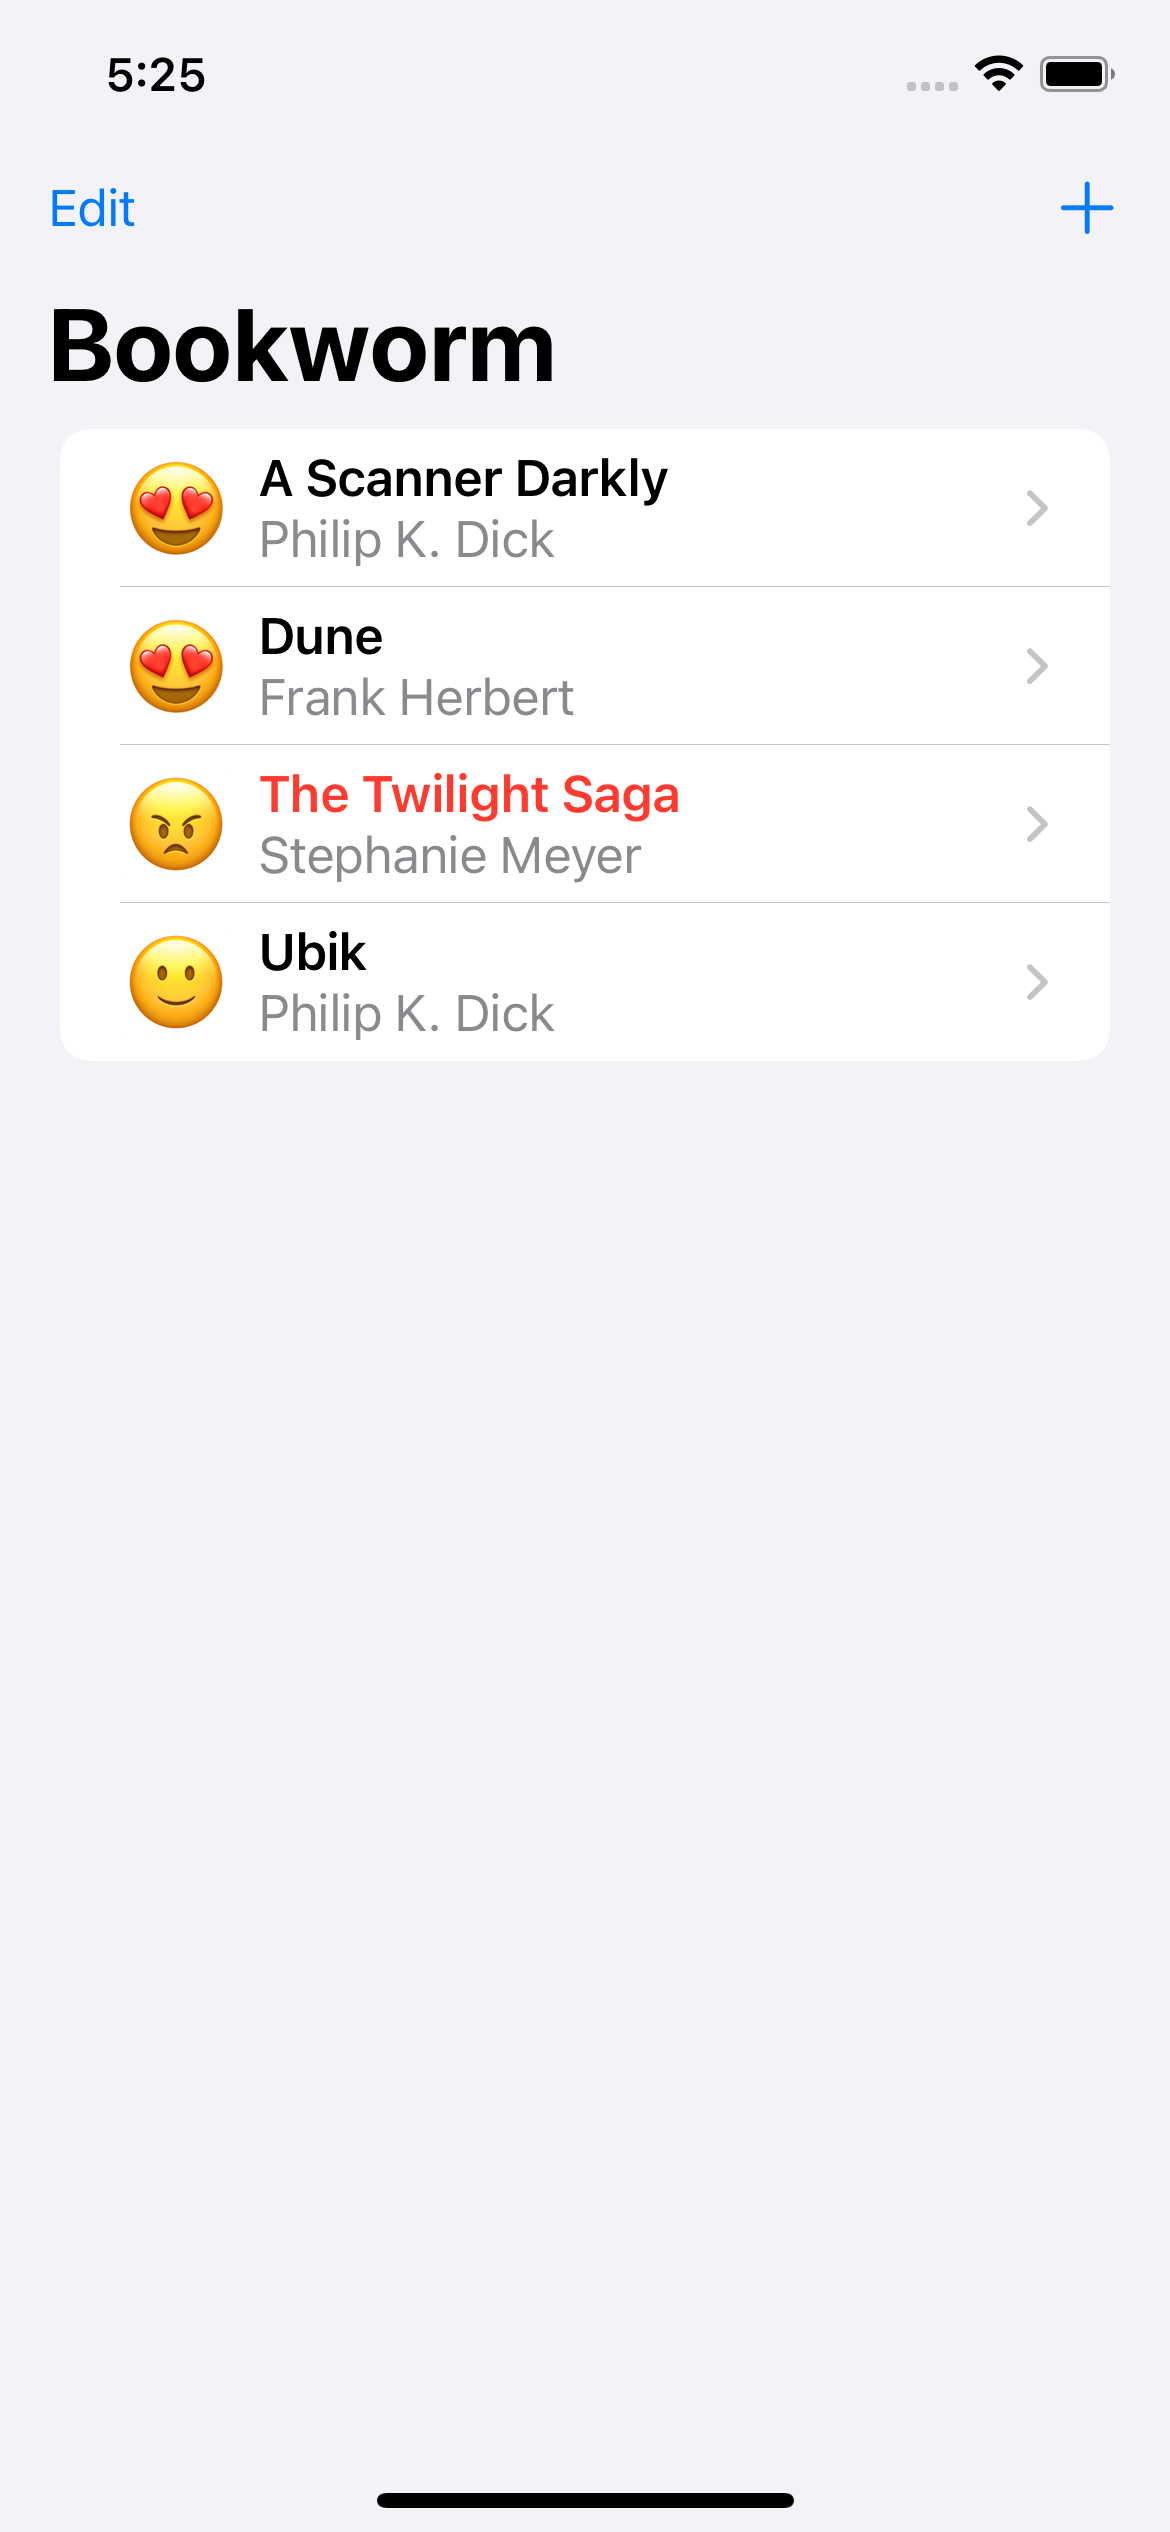 5:25
Edit
Bookworm
A Scanner Darkly
Philip K. Dick
Dune
Frank Herbert
The Twilight Saga
Stephanie Meyer
Ubik
Philip K. Dick